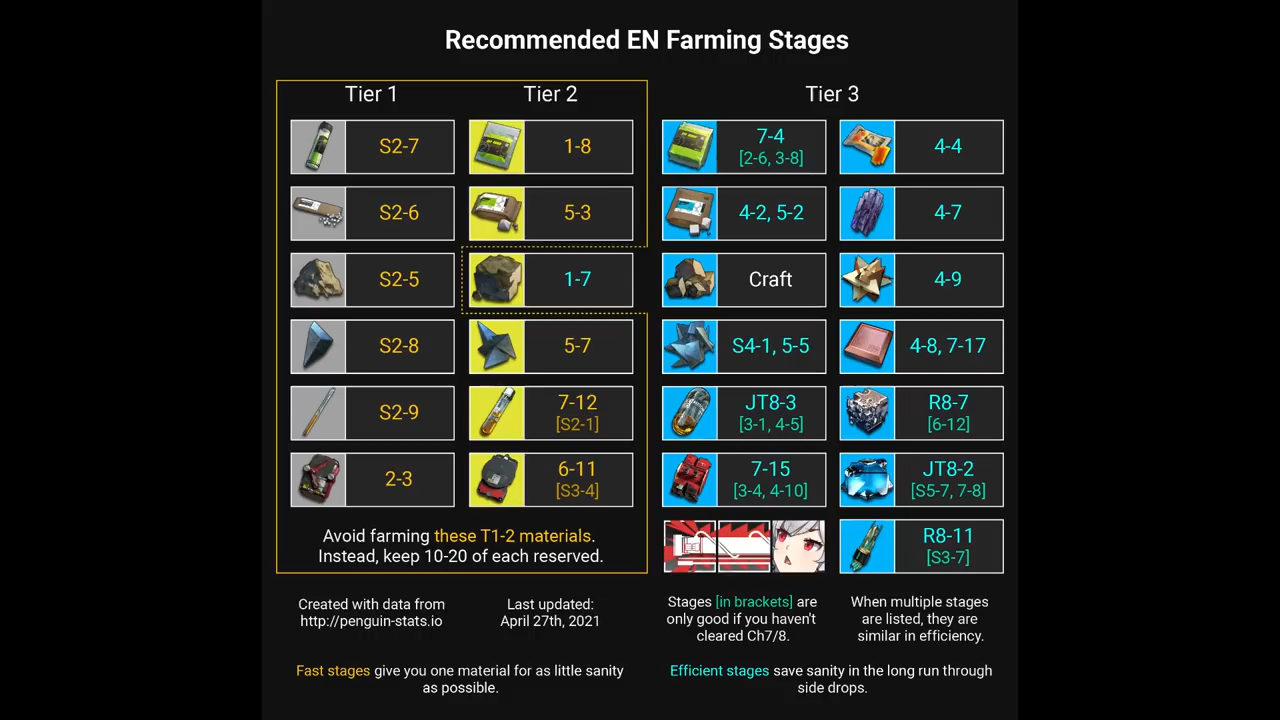 Recommended EN Farming Stages
Tier 1
Tier 2
Tier 3
S2-7
1-8
7-4
[2-6, 3-8]
4-4
S2-6
5-3
4-2, 5-2
4-7
S2-5
1-7
Craft
4-9
S2-8
5-7
S4-1, 5-5
4-8, 7-17
S2-9
7-12
[S2-1]
JT8-3
[3-1, 4-5]
R8-7
[6-12]
2-3
6-11
[S3-4]
7-15
[3-4, 4-10]
JT8-2
[S5-7, 7-8]
R8-11
[S3-7]
Avoid farming these T1-2 materials.
Instead, keep 10-20 of each reserved.
Created with data from
http://penguin-stats.io
Last updated:
April 27th, 2021
Stages [in brackets] are
only good if you haven't
cleared Ch7/8.
When multiple stages
are listed, they are
similar in efficiency.
Fast stages give you one material for as little sanity
as possible.
Efficient stages save sanity in the long run through
side drops.